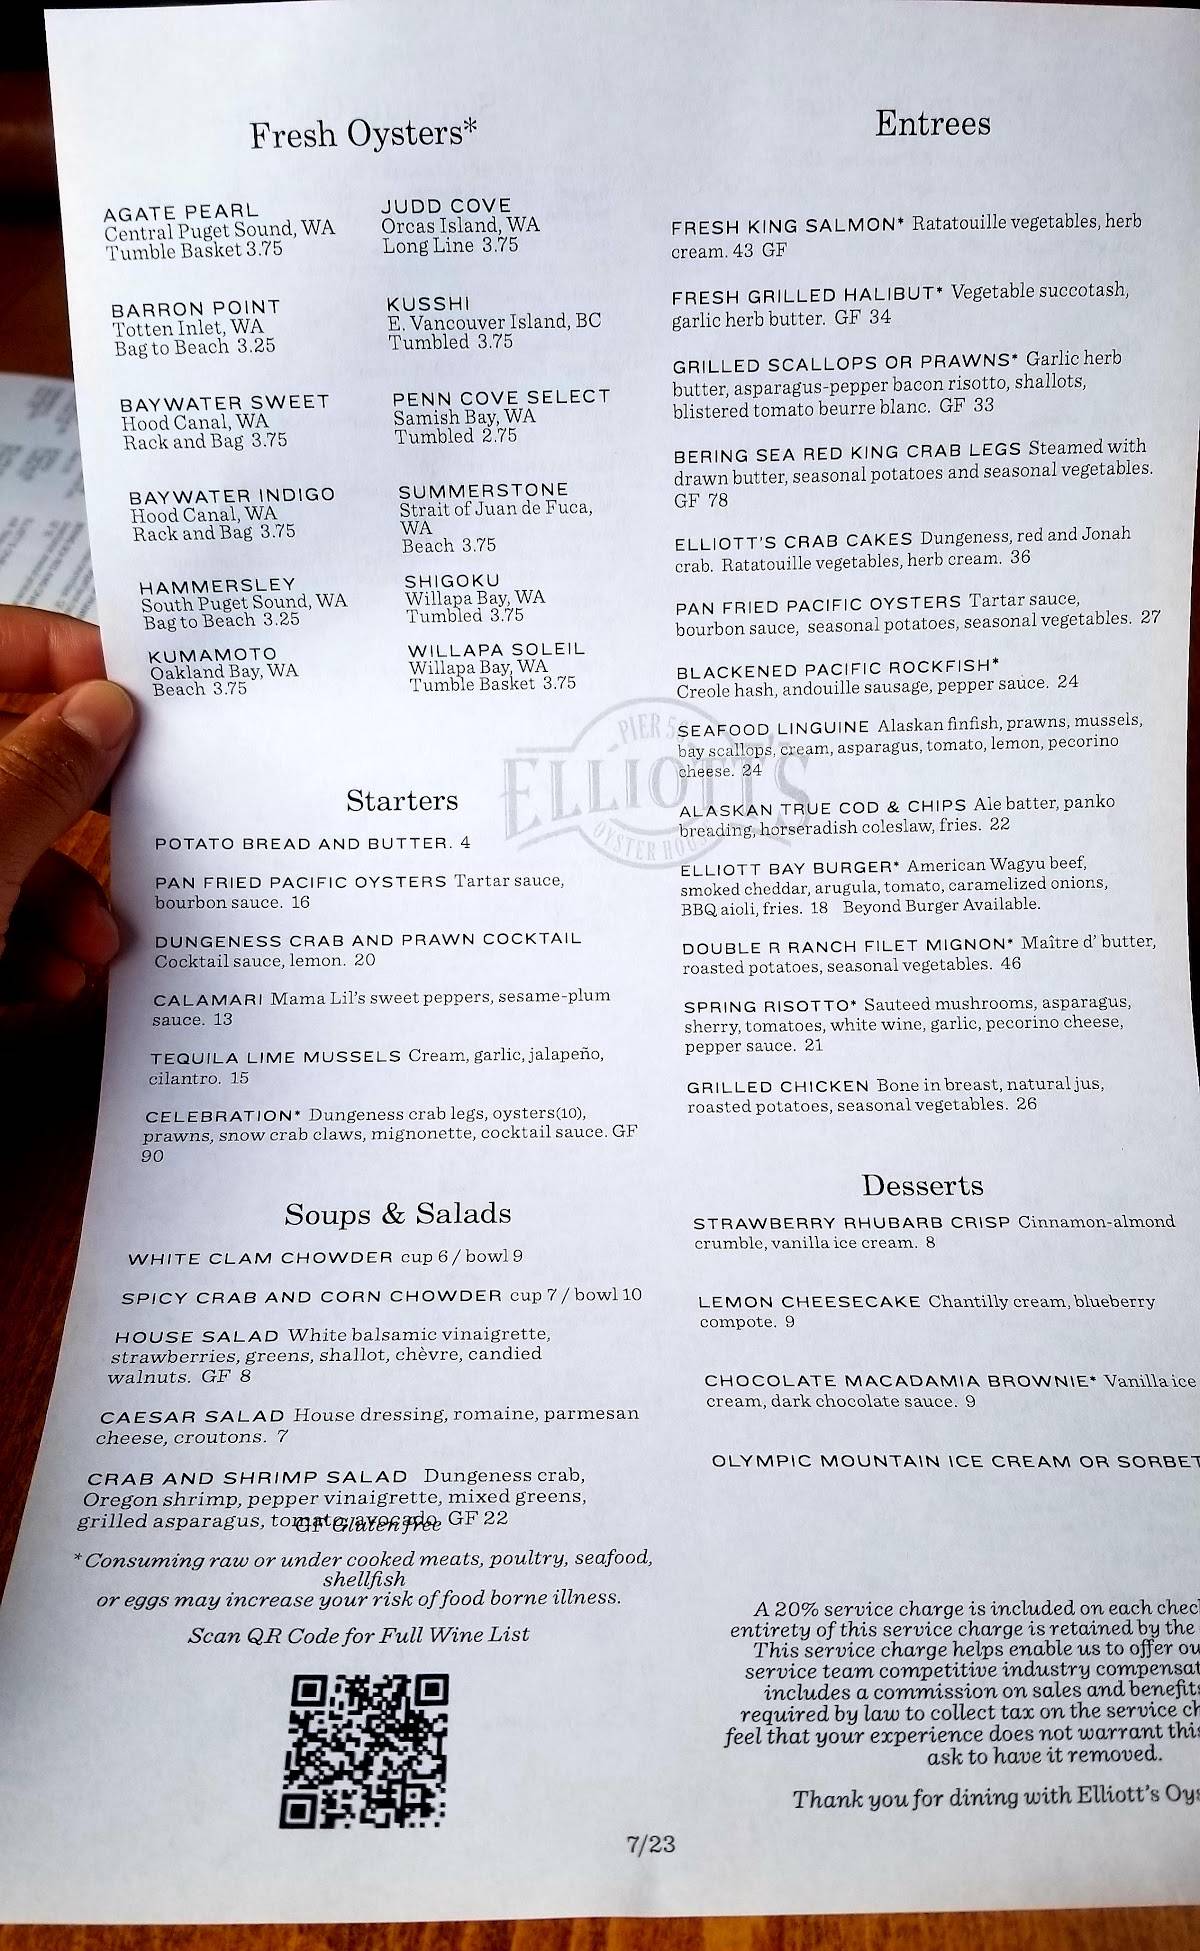 Fresh Oysters*
AGATE PEARL
Central Puget Sound, WA
Tumble Basket 3.75
BARRON POINT
Totten Inlet, WA
Bag to Beach 3.25
BAYWATER SWEET
Hood Canal, WA
Rack and Bag 3.75
BAYWATER INDIGO
Hood Canal, WA
Rack and Bag 3.75
HAMMERSLEY
South Puget Sound, WA
Bag to Beach 3.25
KUMAMOTO
Oakland Bay, WA
Beach 3.75
JUDD COVE
Orcas Island, WA
Long Line 3.75
KUSSHI
E. Vancouver Island, BC
Tumbled 3.75
PENN COVE SELECT
Samish Bay, WA
Tumbled 2.75
SUMMERSTONE
Strait of Juan de Fuca,
WA
Beach 3.75
SHIGOKU
Willapa Bay, WA
Tumbled 3.75
WILLAPA SOLEIL
Willapa Bay, WA
Tumble Basket 3.75
PIER 56
ELLIOTT'S
OYSTER HOUSE
Starters
POTATO BREAD AND BUTTER. 4
PAN FRIED PACIFIC OYSTERS Tartar sauce,
bourbon sauce. 16
DUNGENESS CRAB AND PRAWN COCKTAIL
Cocktail sauce, lemon. 20
CALAMARI Mama Lil's sweet peppers, sesame-plum
sauce. 13
TEQUILA LIME MUSSELS Cream, garlic, jalapeño,
cilantro. 15
CELEBRATION* Dungeness crab legs, oysters(10),
prawns, snow crab claws, mignonette, cocktail sauce. GF
90
Soups & Salads
WHITE CLAM CHOWDER cup 6 / bowl 9
SPICY CRAB AND CORN CHOWDER cup 7 / bowl 10
HOUSE SALAD White balsamic vinaigrette,
strawberries, greens, shallot, chèvre, candied
walnuts. GF 8
CAESAR SALAD House dressing, romaine, parmesan
cheese, croutons. 7
CRAB AND SHRIMP SALAD Dungeness crab,
Oregon shrimp, pepper vinaigrette, mixed greens,
grilled asparagus, tomato, avocado. GF 22
GF Gluten free
*Consuming raw or under cooked meats, poultry, seafood,
shellfish
or eggs may increase your risk of food borne illness.
Scan QR Code for Full Wine List
Entrees
FRESH KING SALMON* Ratatouille vegetables, herb
cream. 43 GF
FRESH GRILLED HALIBUT* Vegetable succotash,
garlic herb butter. GF 34
GRILLED SCALLOPS OR PRAWNS* Garlic herb
butter, asparagus-pepper bacon risotto, shallots,
blistered tomato beurre blanc. GF 33
BERING SEA RED KING CRAB LEGS Steamed with
drawn butter, seasonal potatoes and seasonal vegetables.
GF 78
ELLIOTT'S CRAB CAKES Dungeness, red and Jonah
crab. Ratatouille vegetables, herb cream. 36
PAN FRIED PACIFIC OYSTERS Tartar sauce,
bourbon sauce, seasonal potatoes, seasonal vegetables. 27
BLACKENED PACIFIC ROCKFISH*
Creole hash, andouille sausage, pepper sauce. 24
SEAFOOD LINGUINE Alaskan finfish, prawns, mussels,
bay scallops, cream, asparagus, tomato, lemon, pecorino
cheese. 24
ALASKAN TRUE COD & CHIPS Ale batter, panko
breading, horseradish coleslaw, fries. 22
ELLIOTT BAY BURGER* American Wagyu beef,
smoked cheddar, arugula, tomato, caramelized onions,
BBQ aioli, fries. 18 Beyond Burger Available.
DOUBLE R RANCH FILET MIGNON* Maître d' butter,
roasted potatoes, seasonal vegetables. 46
SPRING RISOTTO* Sauteed mushrooms, asparagus,
sherry, tomatoes, white wine, garlic, pecorino cheese,
pepper sauce. 21
GRILLED CHICKEN Bone in breast, natural jus,
roasted potatoes, seasonal vegetables. 26
Desserts
STRAWBERRY RHUBARB CRISP Cinnamon-almond
crumble, vanilla ice cream. 8
LEMON CHEESECAKE Chantilly cream, blueberry
compote. 9
CHOCOLATE MACADAMIA BROWNIE* Vanilla ice
cream, dark chocolate sauce. 9
OLYMPIC MOUNTAIN ICE CREAM OR SORBET
A 20% service charge is included on each chec
entirety of this service charge is retained by the
This service charge helps enable us to offer ou
service team competitive industry compensat
includes a commission on sales and benefits
required by law to collect tax on the service ch
feel that your experience does not warrant this
ask to have it removed.
Thank you for dining with Elliott's Oys
7/23